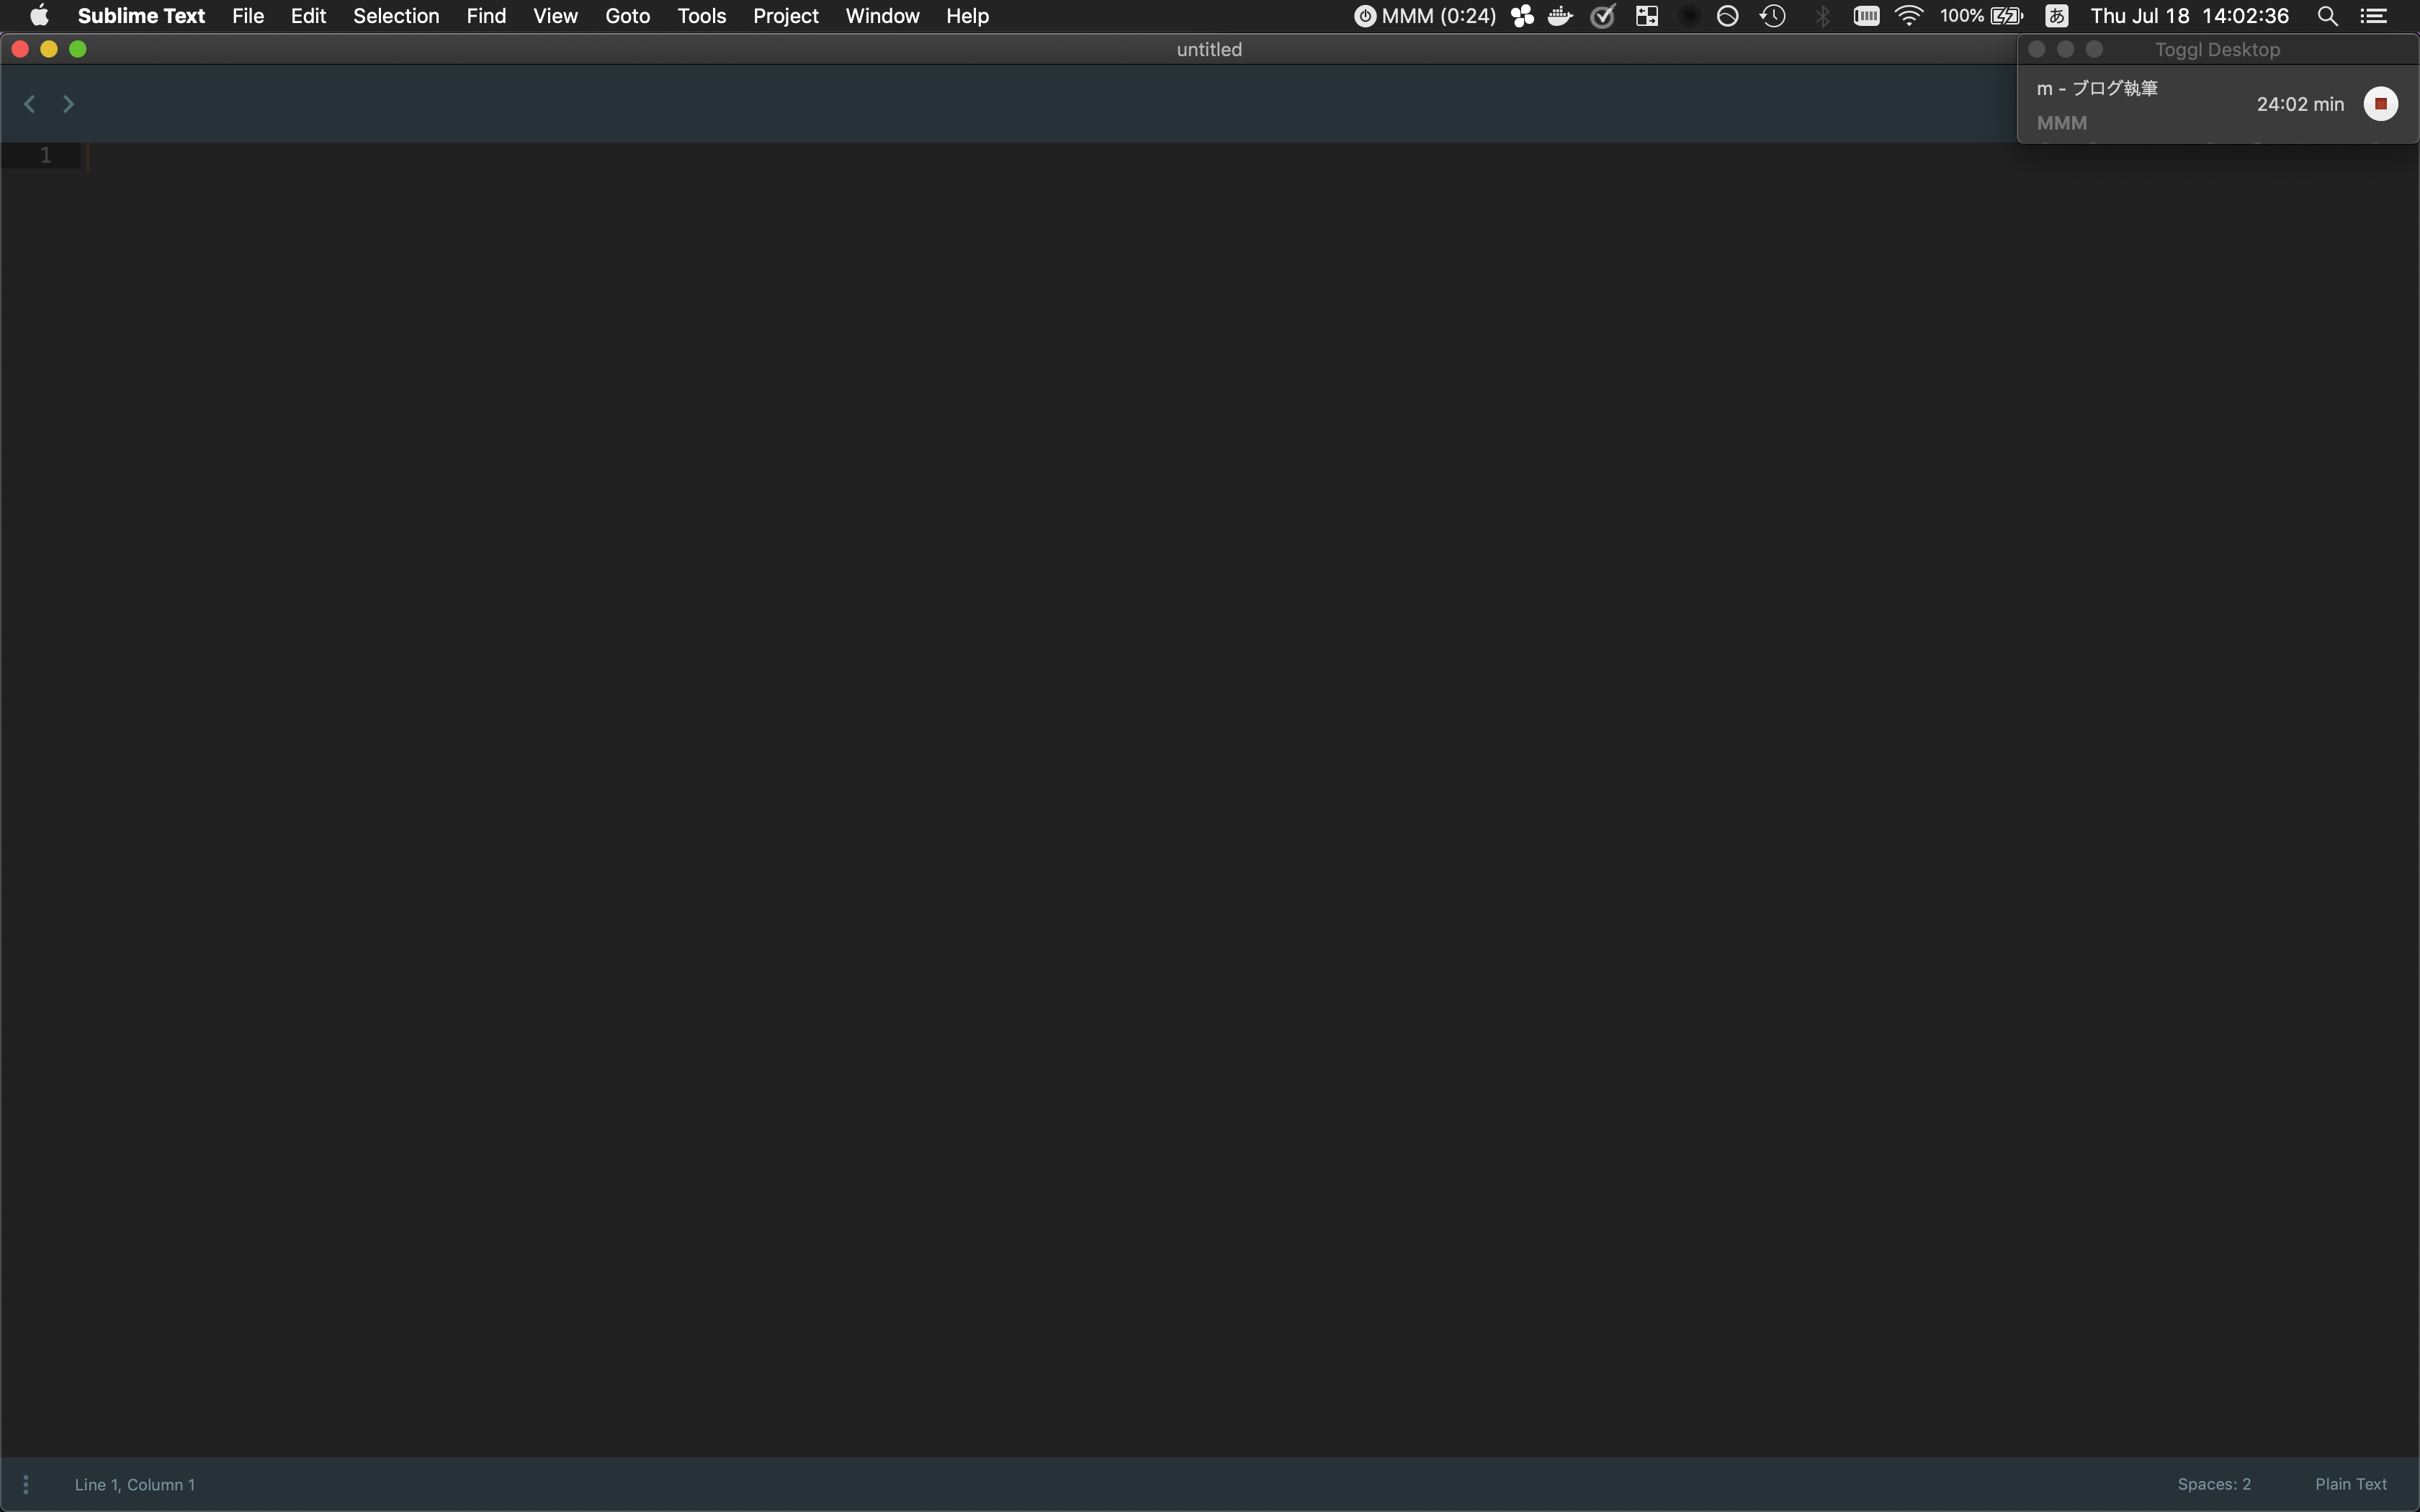 Sublime Text File Edit Selection Find View Goto Tools Project Window Help MMM (0:24) 100% あ Thu Jul 18 14:02:36
untitled
Toggl Desktop
m - ブログ執筆
24:02 min
MMM
1
Line 1, Column 1
Spaces: 2
Plain Text